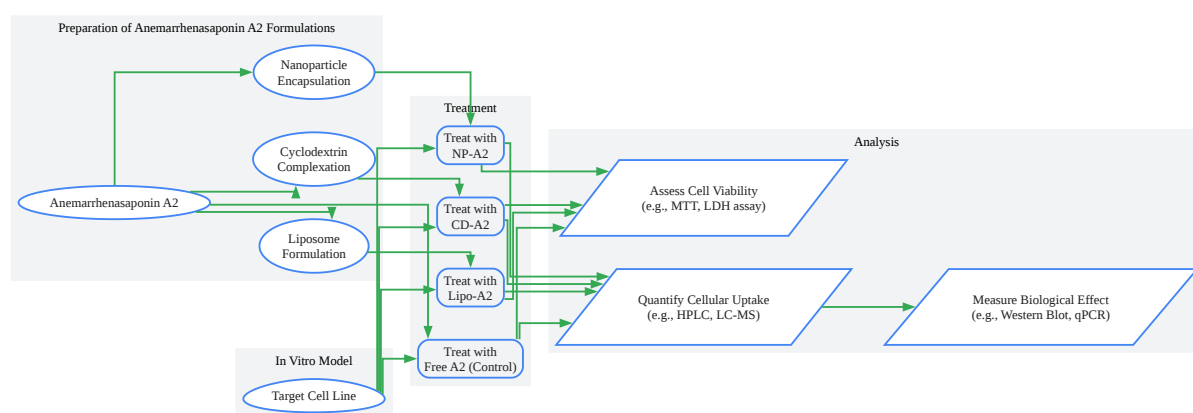 Preparation of Anemarrhenasaponin A2 Formulations
Nanoparticle
Encapsulation
Cyclodextrin
Complexation
Anemarrhenasaponin A2
Liposome
Formulation
In Vitro Model
Target Cell Line
Treatment
Treat with
NP-A2
Treat with
CD-A2
Treat with
Lipo-A2
Treat with
Free A2 (Control)
Analysis
Assess Cell Viability
(e.g., MTT, LDH assay)
Quantify Cellular Uptake
(e.g., HPLC, LC-MS)
Measure Biological Effect
(e.g., Western Blot, qPCR)